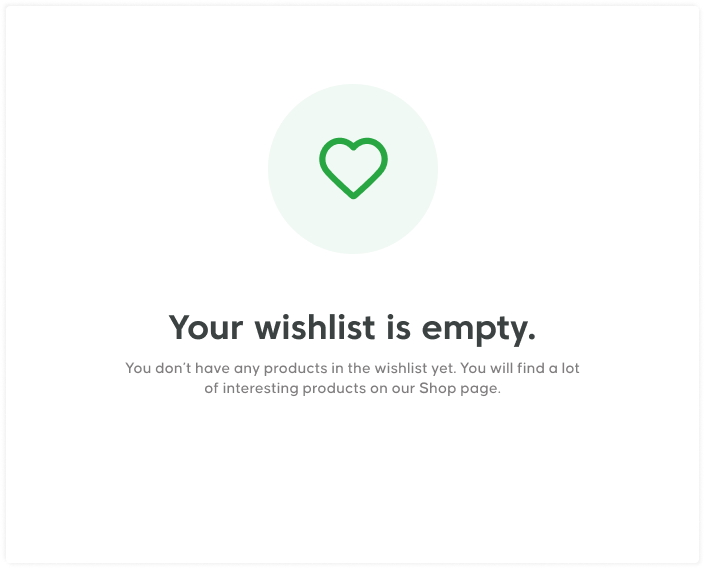 Your wishlist is empty.
You don't have any products in the wishlist yet. You will find a lot
of interesting products on our Shop page.